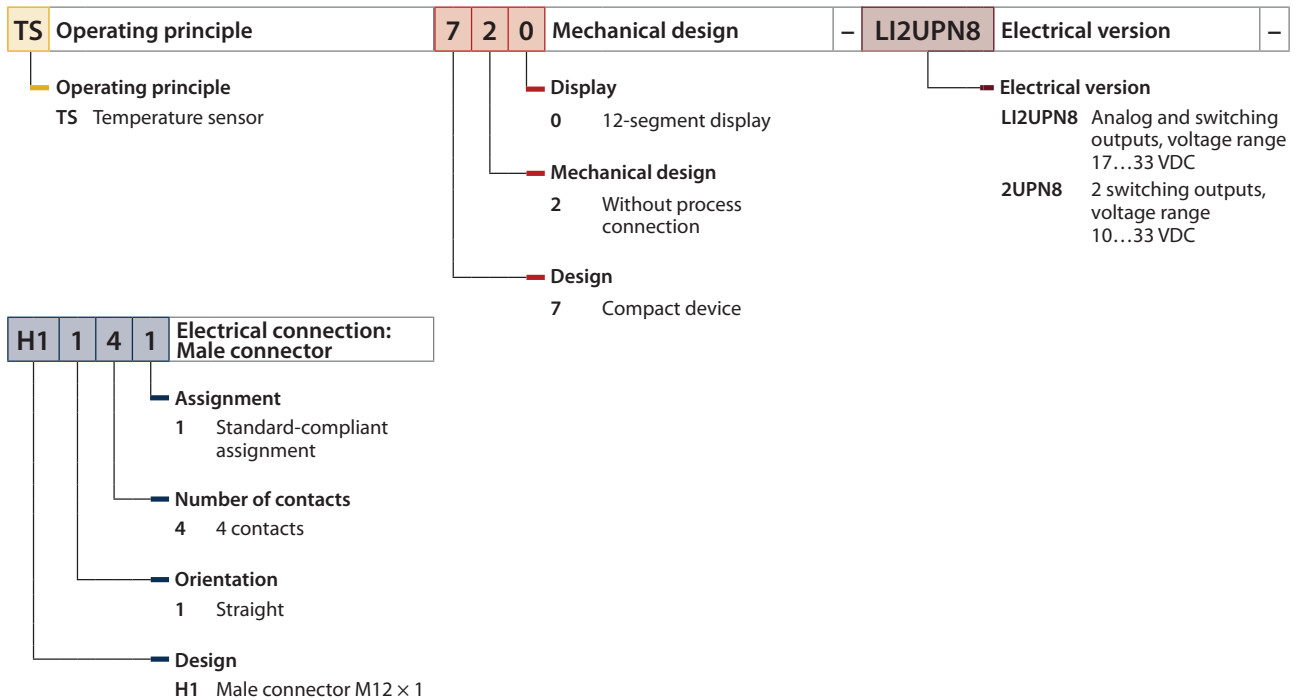 TS Operating principle 7 2 0 Mechanical design – LI2UPN8 Electrical version –
Operating principle
TS Temperature sensor
Display
0 12-segment display
Mechanical design
2 Without process
connection
Design
7 Compact device
Electrical version
LI2UPN8 Analog and switching
outputs, voltage range
17…33 VDC
2UPN8 2 switching outputs,
voltage range
10…33 VDC
H1 1 4 1 Electrical connection:
Male connector
Assignment
1 Standard-compliant
assignment
Number of contacts
4 4 contacts
Orientation
1 Straight
Design
H1 Male connector M12 × 1